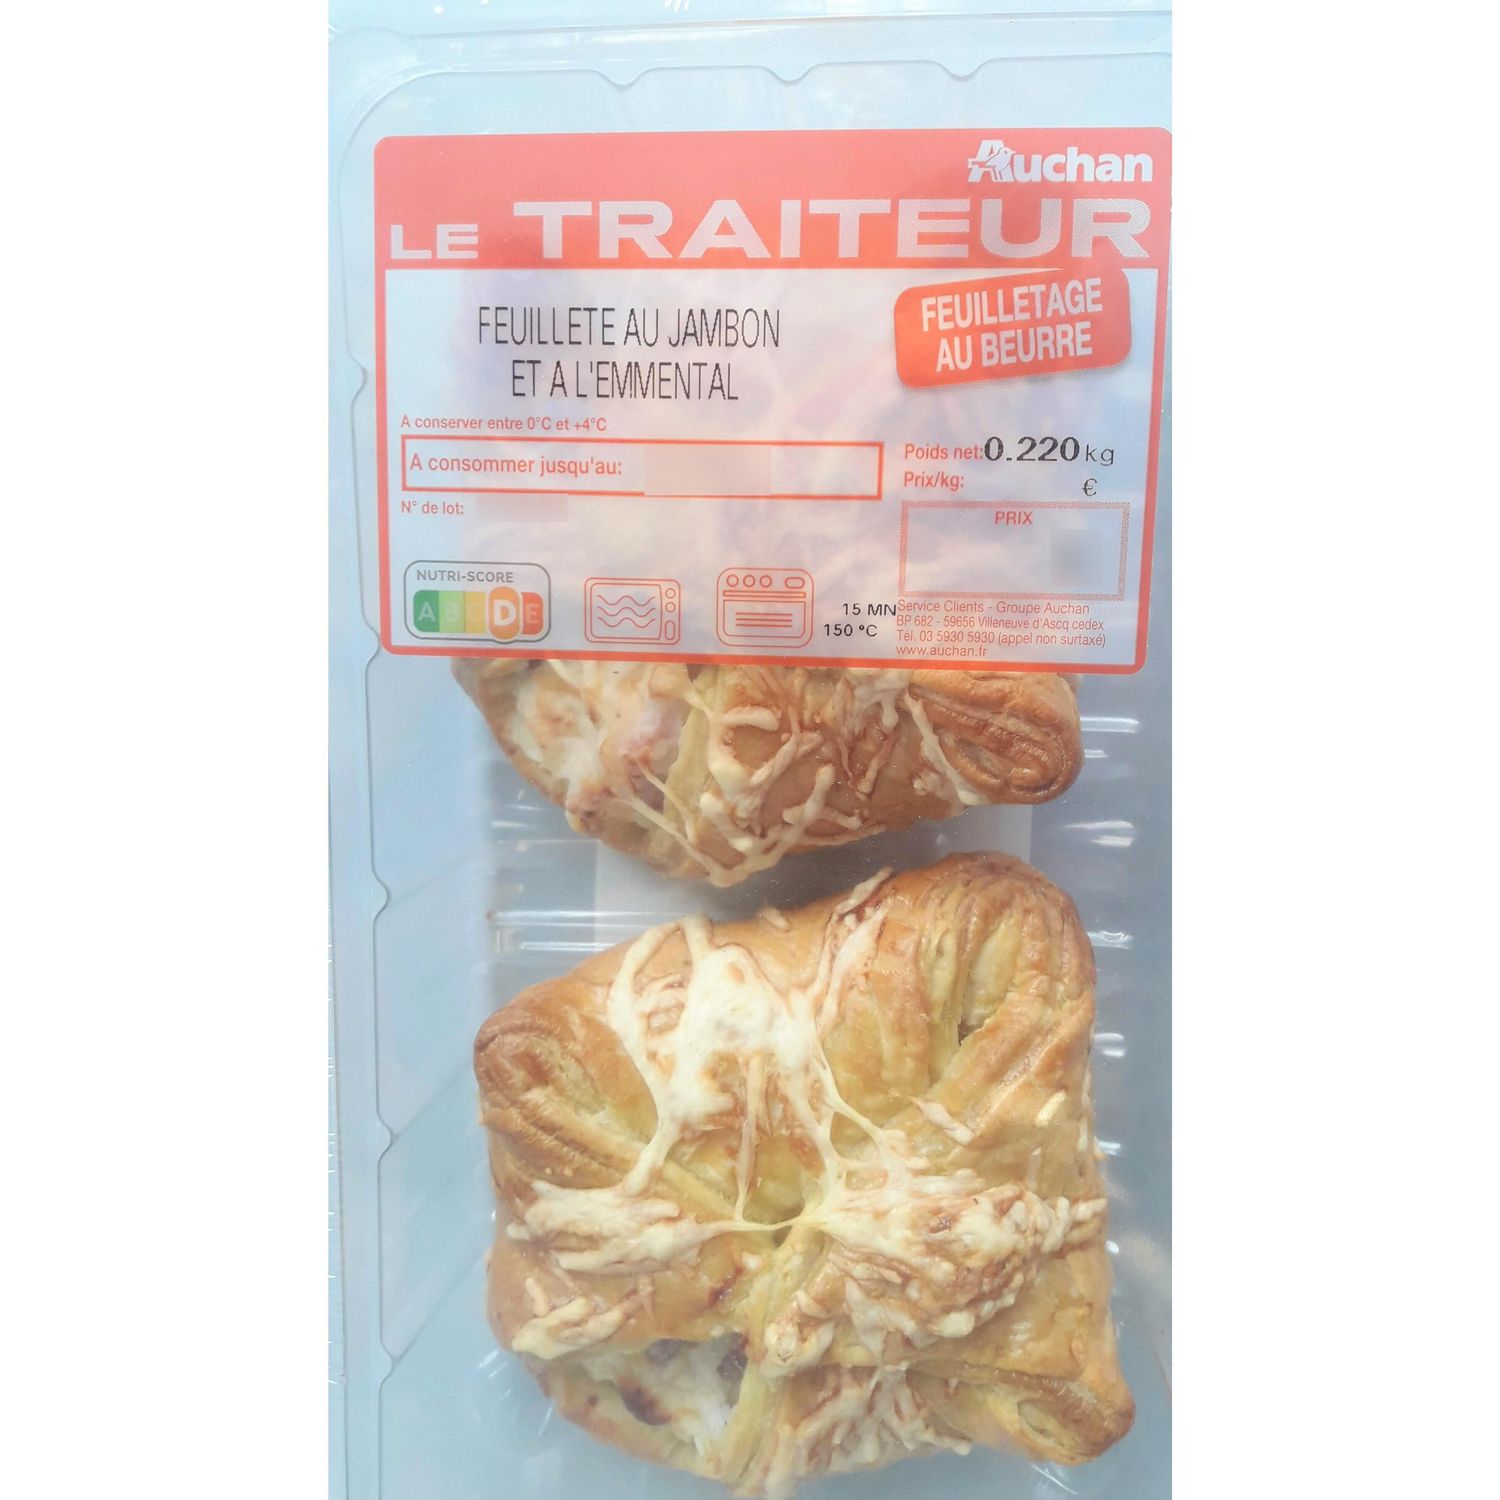 Auchan
LE TRAITEUR
FEUILLETAGE
AU BEURRE
FEUILLETE AU JAMBON
ET A L'EMMENTAL
A conserver entre 0°C et +4°C
A consommer jusqu'au:
N° de lot:
Poids net: 0.220 kg
Prix/kg:
€
PRIX
NUTRI-SCORE
A B C D E
15 MN
150 °C
Service Clients - Groupe Auchan
BP 682 - 59656 Villeneuve d'Ascq cedex
Tél. 03 5930 5930 (appel non surtaxé)
www.auchan.fr